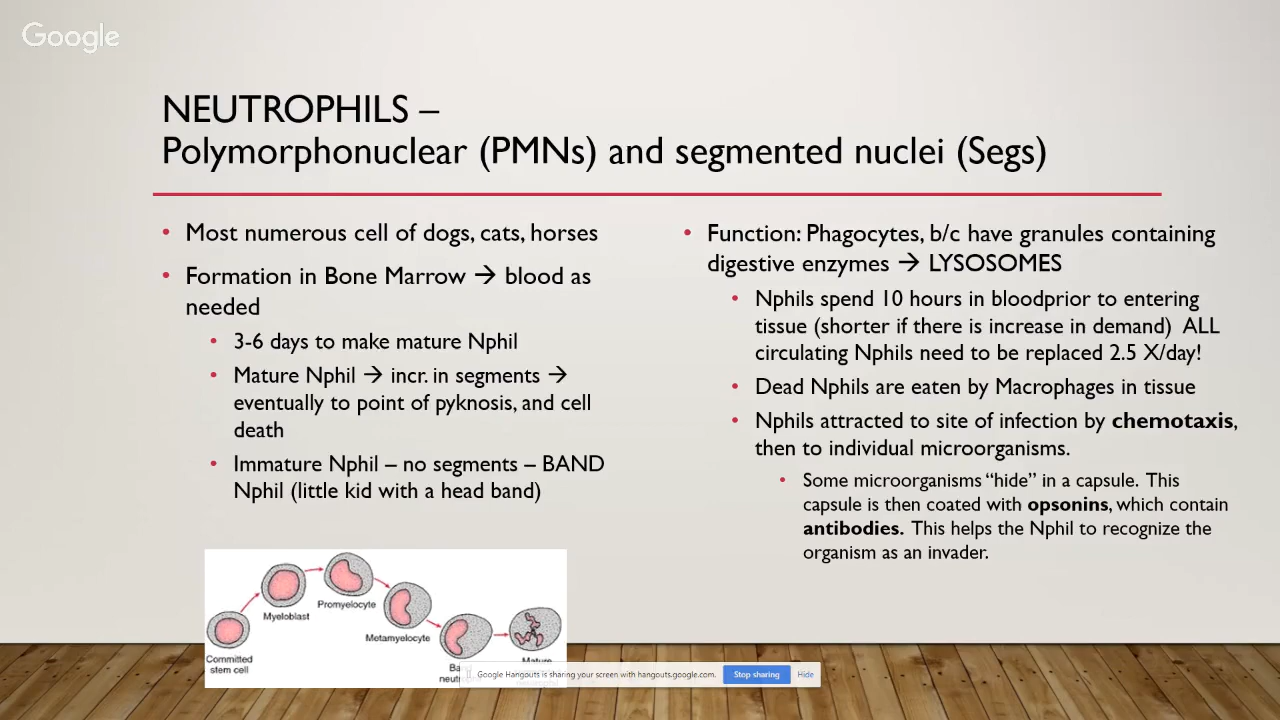 Google
NEUTROPHILS –
Polymorphonuclear (PMNs) and segmented nuclei (Segs)
• Most numerous cell of dogs, cats, horses
• Formation in Bone Marrow → blood as
needed
• 3-6 days to make mature Nphil
• Mature Nphil → incr. in segments →
eventually to point of pyknosis, and cell
death
• Immature Nphil – no segments – BAND
Nphil (little kid with a head band)
• Function: Phagocytes, b/c have granules containing
digestive enzymes → LYSOSOMES
• Nphils spend 10 hours in bloodprior to entering
tissue (shorter if there is increase in demand) ALL
circulating Nphils need to be replaced 2.5 X/day!
• Dead Nphils are eaten by Macrophages in tissue
• Nphils attracted to site of infection by chemotaxis,
then to individual microorganisms.
• Some microorganisms “hide” in a capsule. This
capsule is then coated with opsonins, which contain
antibodies. This helps the Nphil to recognize the
organism as an invader.
Committed
stem cell
Myeloblast
Promyelocyte
Metamyelocyte
Mature
Google Hangouts is sharing your screen with hangouts.google.com.
Stop sharing
Hide